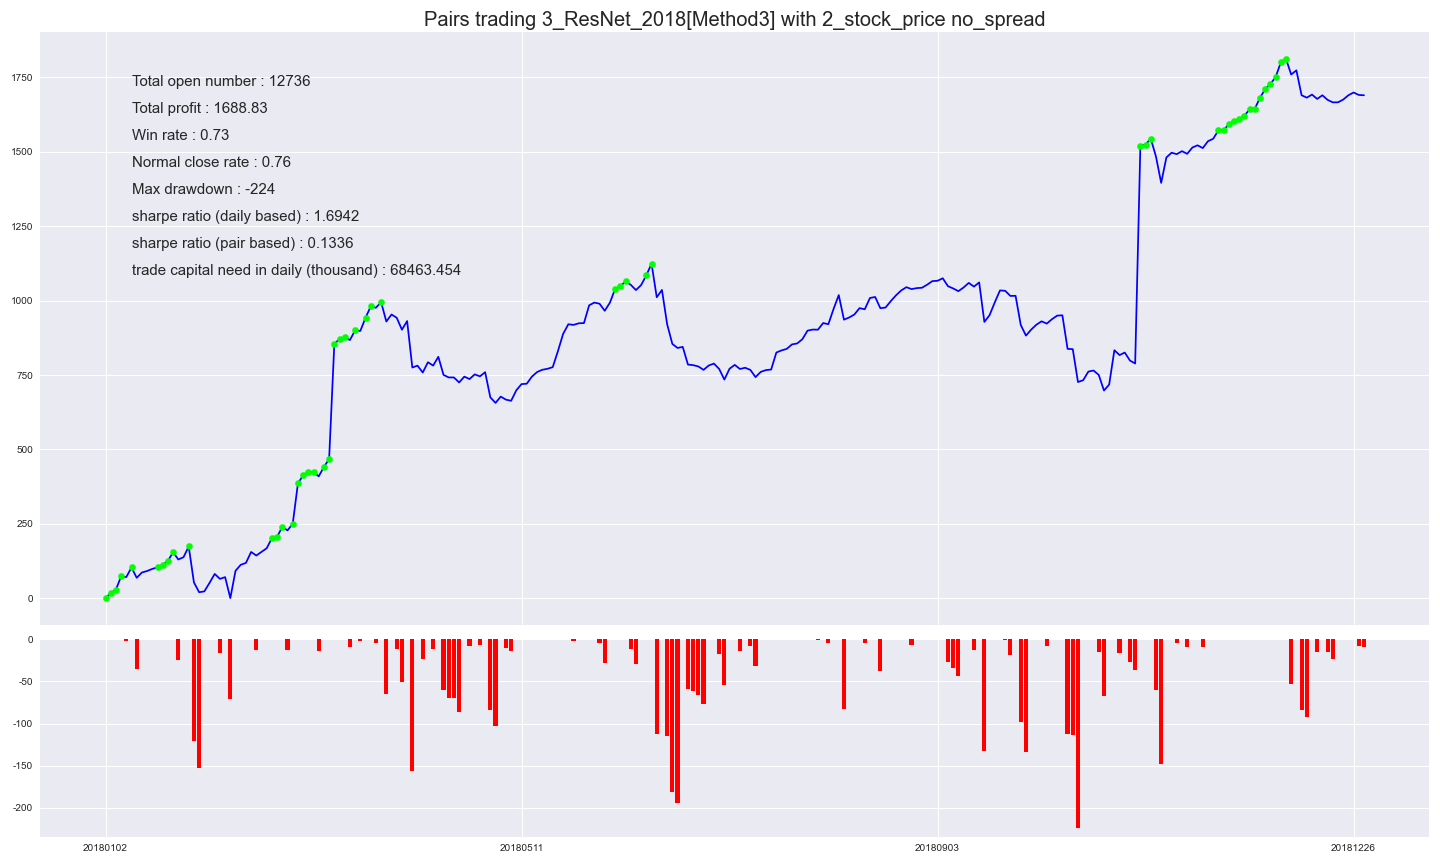 Pairs trading 3_ResNet_2018[Method3] with 2_stock_price no_spread
Total open number : 12736
Total profit : 1688.83
Win rate : 0.73
Normal close rate : 0.76
Max drawdown : -224
sharpe ratio (daily based) : 1.6942
sharpe ratio (pair based) : 0.1336
trade capital need in daily (thousand) : 68463.454
1750
1500
1250
1000
750
500
250
0
0
-50
-100
-150
-200
20180102 20180511 20180903 20181226